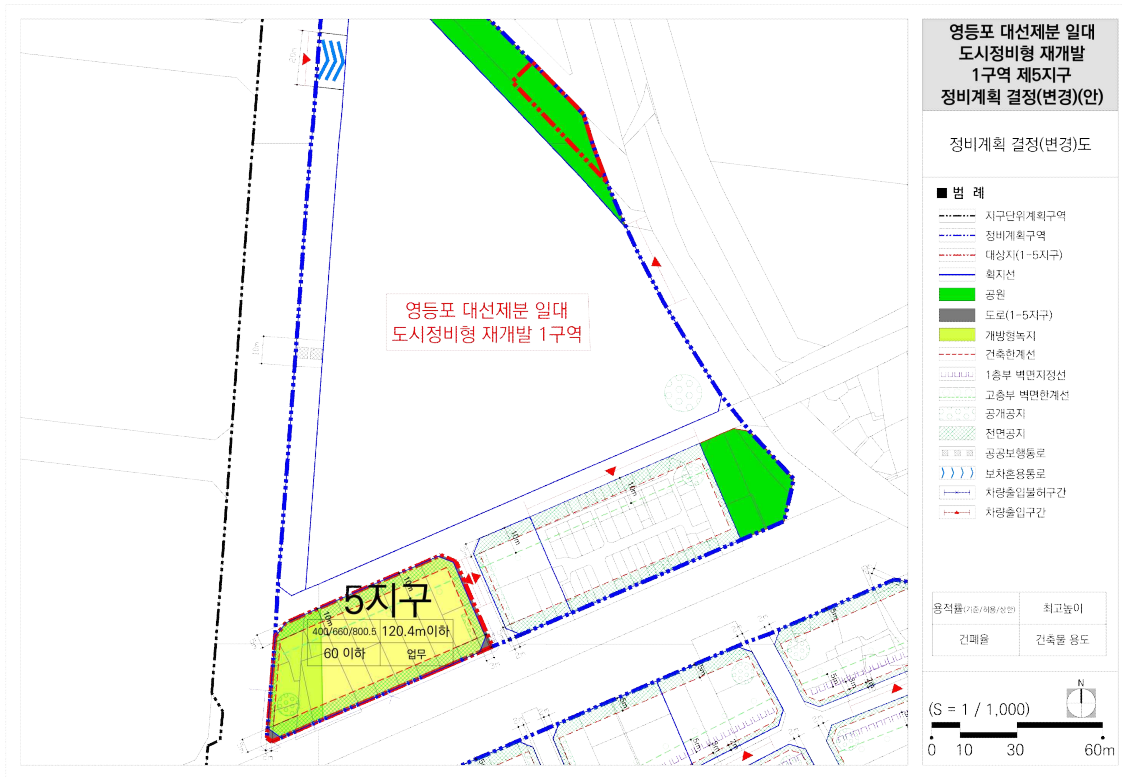 영등포 대선제분 일대
도시정비형 재개발
1구역 제5지구
정비계획 결정(변경)(안)
정비계획 결정(변경)도
■ 범 례
지구단위계획구역
정비계획구역
대상지(1-5지구)
획지선
공원
도로(1-5지구)
개방형녹지
건축한계선
1층부 벽면지정선
고층부 벽면한계선
공개공지
전면공지
공공보행통로
보차혼용통로
차량출입불허구간
차량출입구간
용적률(기준/허용/상한) 최고높이
건폐율 건축물 용도
N
(S = 1 / 1,000)
0 10 30 60m
영등포 대선제분 일대
도시정비형 재개발 1구역
10m
10m
10m
5지구
10m
400/660/800.5 120.4m이하
60 이하 업무